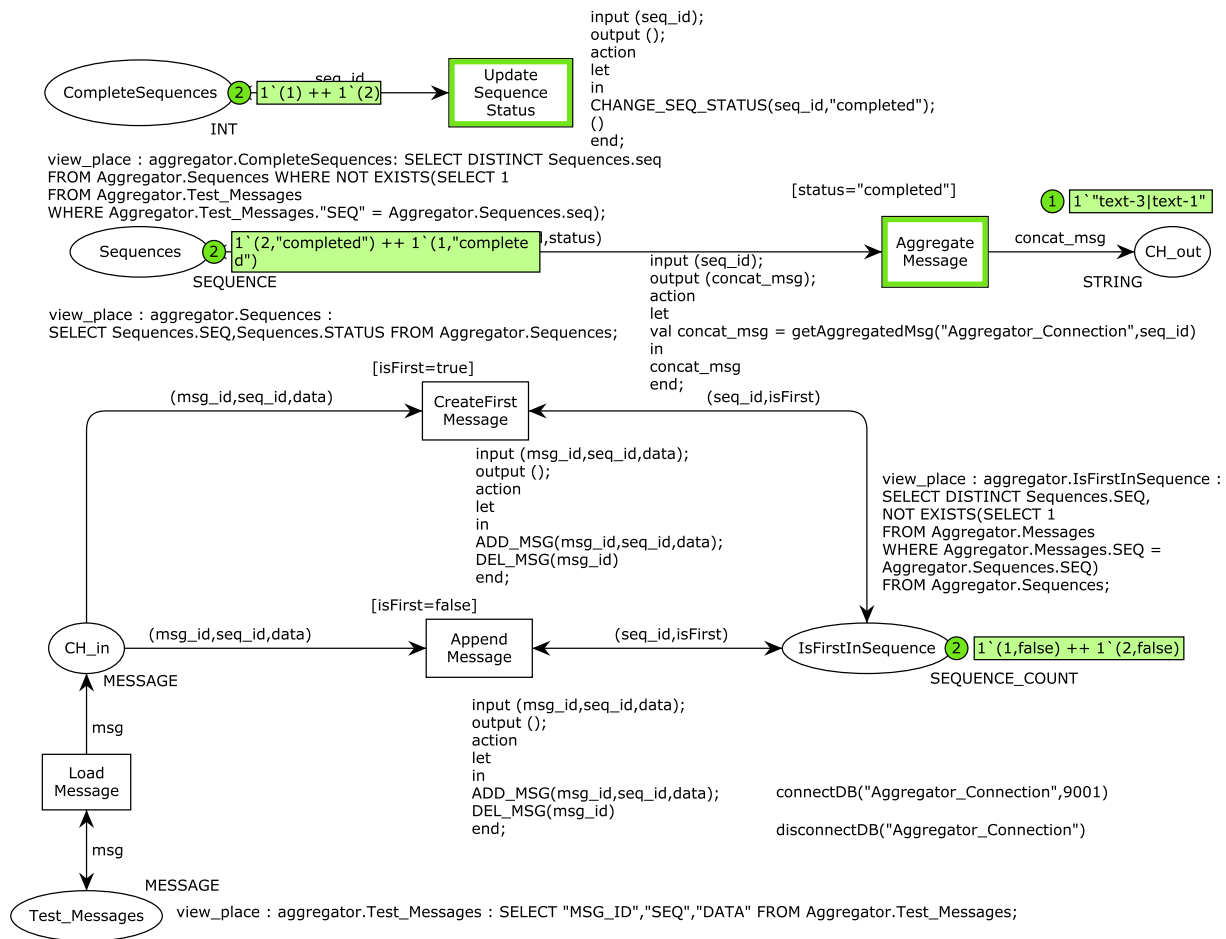 input (seq_id);
output ();
action
let
in
CHANGE_SEQ_STATUS(seq_id,"completed");
()
end;
CompleteSequences
2
1`(1) ++ 1`(2)
seq_id
Update
Sequence
Status
INT
view_place : aggregator.CompleteSequences: SELECT DISTINCT Sequences.seq
FROM Aggregator.Sequences WHERE NOT EXISTS(SELECT 1
FROM Aggregator.Test_Messages
WHERE Aggregator.Test_Messages."SEQ" = Aggregator.Sequences.seq);
[status="completed"]
1
1`"text-3|text-1"
Sequences
2
1`(2,"completed") ++ 1`(1,"complete
d")
,status)
Aggregate
Message
concat_msg
CH_out
SEQUENCE
STRING
input (seq_id);
output (concat_msg);
action
let
val concat_msg = getAggregatedMsg("Aggregator_Connection",seq_id)
in
concat_msg
end;
view_place : aggregator.Sequences :
SELECT Sequences.SEQ,Sequences.STATUS FROM Aggregator.Sequences;
[isFirst=true]
(msg_id,seq_id,data)
CreateFirst
Message
(seq_id,isFirst)
input (msg_id,seq_id,data);
output ();
action
let
in
ADD_MSG(msg_id,seq_id,data);
DEL_MSG(msg_id)
end;
view_place : aggregator.IsFirstInSequence :
SELECT DISTINCT Sequences.SEQ,
NOT EXISTS(SELECT 1
FROM Aggregator.Messages
WHERE Aggregator.Messages.SEQ =
Aggregator.Sequences.SEQ)
FROM Aggregator.Sequences;
[isFirst=false]
CH_in
(msg_id,seq_id,data)
Append
Message
(seq_id,isFirst)
IsFirstInSequence
2
1`(1,false) ++ 1`(2,false)
MESSAGE
SEQUENCE_COUNT
input (msg_id,seq_id,data);
output ();
action
let
in
ADD_MSG(msg_id,seq_id,data);
DEL_MSG(msg_id)
end;
msg
Load
Message
connectDB("Aggregator_Connection",9001)
disconnectDB("Aggregator_Connection")
msg
MESSAGE
Test_Messages
view_place : aggregator.Test_Messages : SELECT "MSG_ID","SEQ","DATA" FROM Aggregator.Test_Messages;